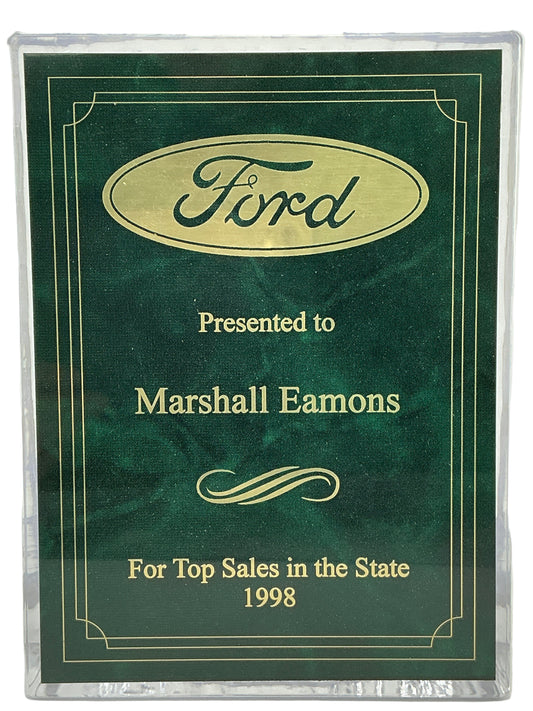 Ford
Presented to
Marshall Eamons
For Top Sales in the State
1998